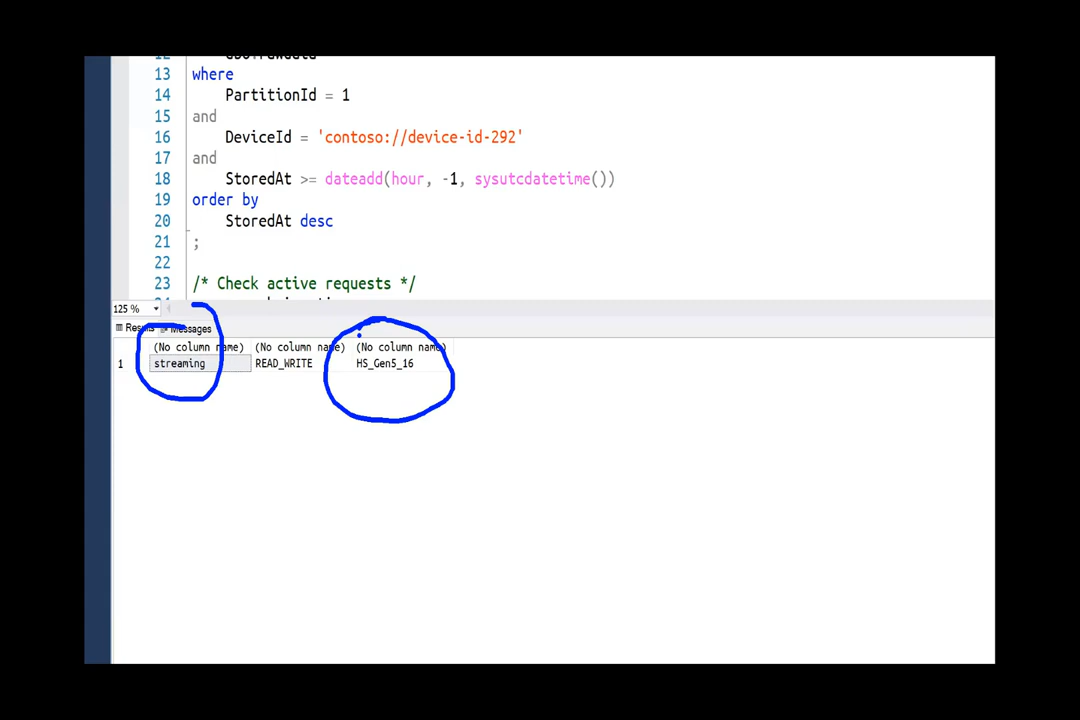 13 where
14 PartitionId = 1
15 and
16 DeviceId = 'contoso://device-id-292'
17 and
18 StoredAt >= dateadd(hour, -1, sysutcdatetime())
19 order by
20 StoredAt desc
21 ;
22
23 /* Check active requests */
125 %
Results Messages
(No column name) (No column name) (No column name)
1 streaming READ_WRITE HS_Gen5_16